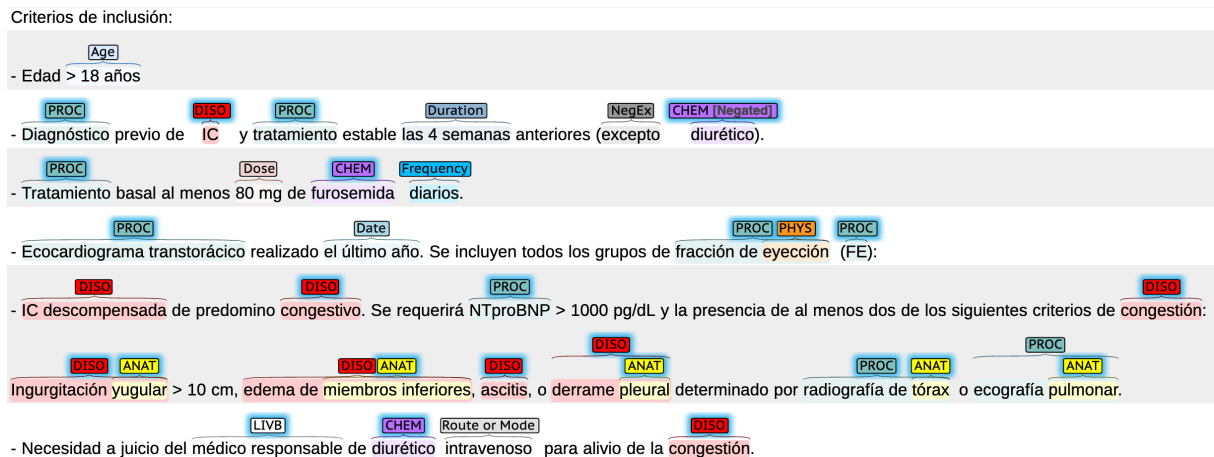 Criterios de inclusión:
Age
- Edad > 18 años
PROC DISO PROC Duration NegEx CHEM [Negated]
- Diagnóstico previo de IC y tratamiento estable las 4 semanas anteriores (excepto diurético).
PROC Dose CHEM Frequency
- Tratamiento basal al menos 80 mg de furosemida diarios.
PROC Date PROC PHYS PROC
- Ecocardiograma transtorácico realizado el último año. Se incluyen todos los grupos de fracción de eyección (FE):
DISO DISO PROC DISO
- IC descompensada de predomino congestivo. Se requerirá NTproBNP > 1000 pg/dL y la presencia de al menos dos de los siguientes criterios de congestión:
DISO PROC
DISO ANAT DISO ANAT DISO ANAT PROC ANAT ANAT
Ingurgitación yugular > 10 cm, edema de miembros inferiores, ascitis, o derrame pleural determinado por radiografía de tórax o ecografía pulmonar.
LIVB CHEM Route or Mode DISO
- Necesidad a juicio del médico responsable de diurético intravenoso para alivio de la congestión.